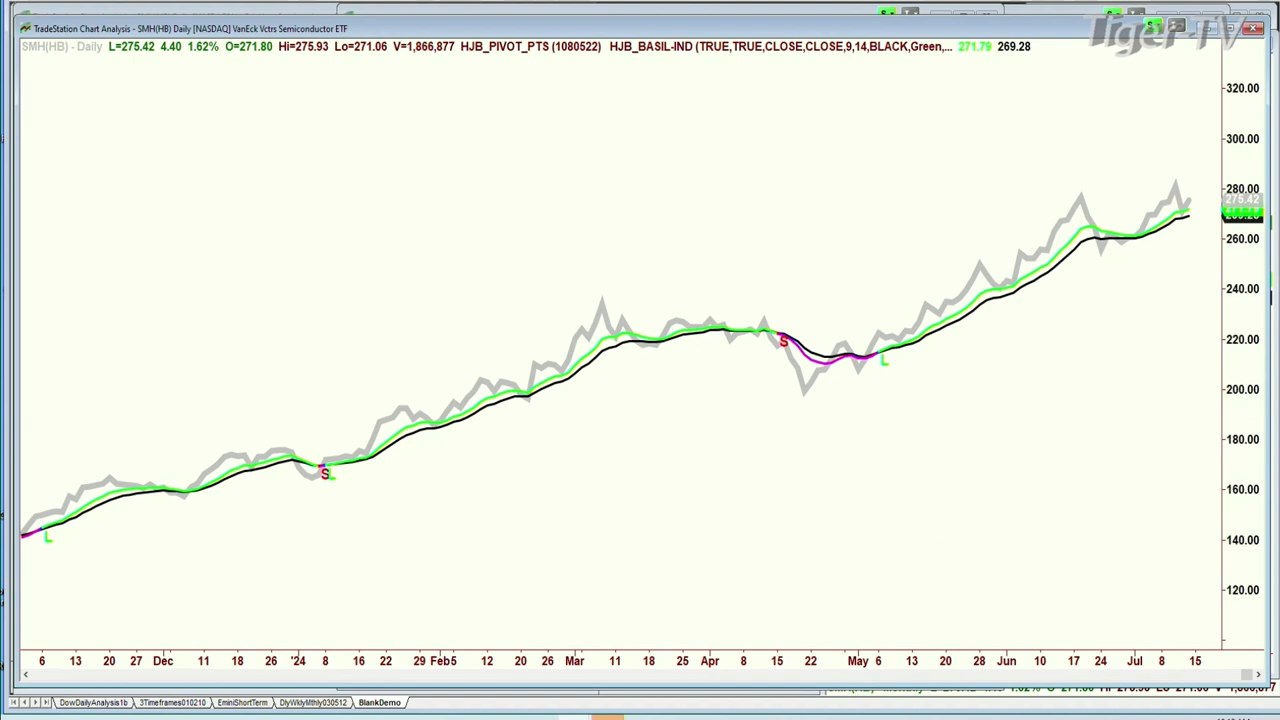 TradeStation Chart Analysis - SMH(HB) Daily [NASDAQ] VanEck Vctrs Semiconductor ETF
Tiger-TV
SMH(HB) - Daily L=275.42 4.40 1.62% O=271.80 Hi=275.93 Lo=271.06 V=1,866,877 HJB_PIVOT_PTS (1080522) HJB_BASIL-IND (TRUE,TRUE,CLOSE,CLOSE,9,14,BLACK,Green,... 271.79 269.28
320.00
300.00
280.00
275.42
260.00
240.00
220.00
200.00
180.00
160.00
140.00
120.00
S
L
S
L
L
6 13 20 27 Dec 11 18 26 '24 8 16 22 29 Feb5 12 20 26 Mar 11 18 25 Apr 8 15 22 May 6 13 20 28 Jun 10 17 24 Jul 8 15
DowDailyAnalysis1b 3Timeframes010210 EminiShortTerm DlyWklyMthly030512 BlankDemo